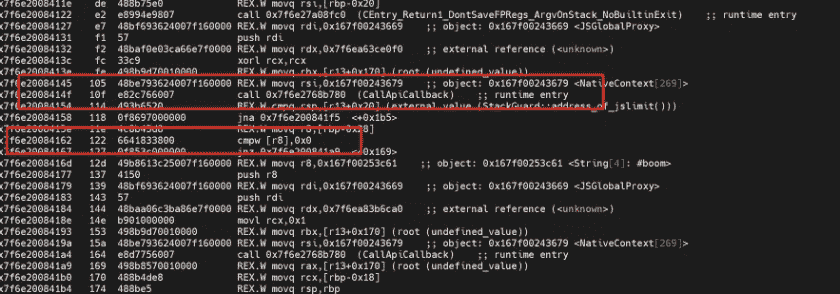 x7f6e2008411e de 488b75e0 REX.W movq rsi,[rbp-0x20]
x7f6e20084122 e2 e8994e9807 call 0x7f6e27a08fc0 (CEntry_Return1_DontSaveFPRegs_ArgvOnStack_NoBuiltinExit) ;; runtime entry
x7f6e20084127 e7 48bf693624007f160000 REX.W movq rdi,0x167f00243669 ;; object: 0x167f00243669 <JSGlobalProxy>
x7f6e20084131 f1 57 push rdi
x7f6e20084132 f2 48baf0e03ca66e7f0000 REX.W movq rdx,0x7f6ea63ce0f0 ;; external reference (<unknown>)
x7f6e2008413c fc 33c9 xorl rcx,rcx
x7f6e2008413e fe 498b9d70010000 REX.W movq rbx,[r13+0x170] (root (undefined_value))
x7f6e20084145 105 48be793624007f160000 REX.W movq rsi,0x167f00243679 ;; object: 0x167f00243679 <NativeContext[269]>
x7f6e2008414f 10f e82c766007 call 0x7f6e2768b780 (CallApiCallback) ;; runtime entry
x7f6e20084154 114 493b6520 REX.W cmpq rsp,[r13+0x20] (external value (StackGuard::address_of_jslimit()))
x7f6e20084158 118 0f8697000000 jna 0x7f6e200841f5 <+0x1b5>
x7f6e2008415e 11e 4c8b45d8 REX.W movq r8,[rbp-0x28]
x7f6e20084162 122 6641833800 cmpw [r8],0x0
x7f6e20084167 127 0f853c000000 jnz 0x7f6e200841a9 <+0x169>
x7f6e2008416d 12d 49b8613c25007f160000 REX.W movq r8,0x167f00253c61 ;; object: 0x167f00253c61 <String[4]: #boom>
x7f6e20084177 137 4150 push r8
x7f6e20084179 139 48bf693624007f160000 REX.W movq rdi,0x167f00243669 ;; object: 0x167f00243669 <JSGlobalProxy>
x7f6e20084183 143 57 push rdi
x7f6e20084184 144 48baa06c3ba86e7f0000 REX.W movq rdx,0x7f6ea83b6ca0 ;; external reference (<unknown>)
x7f6e2008418e 14e b901000000 movl rcx,0x1
x7f6e20084193 153 498b9d70010000 REX.W movq rbx,[r13+0x170] (root (undefined_value))
x7f6e2008419a 15a 48be793624007f160000 REX.W movq rsi,0x167f00243679 ;; object: 0x167f00243679 <NativeContext[269]>
x7f6e200841a4 164 e8d7756007 call 0x7f6e2768b780 (CallApiCallback) ;; runtime entry
x7f6e200841a9 169 498b8570010000 REX.W movq rax,[r13+0x170] (root (undefined_value))
x7f6e200841b0 170 488b4de8 REX.W movq rcx,[rbp-0x18]
x7f6e200841b4 174 488be5 REX.W movq rsp,rbp